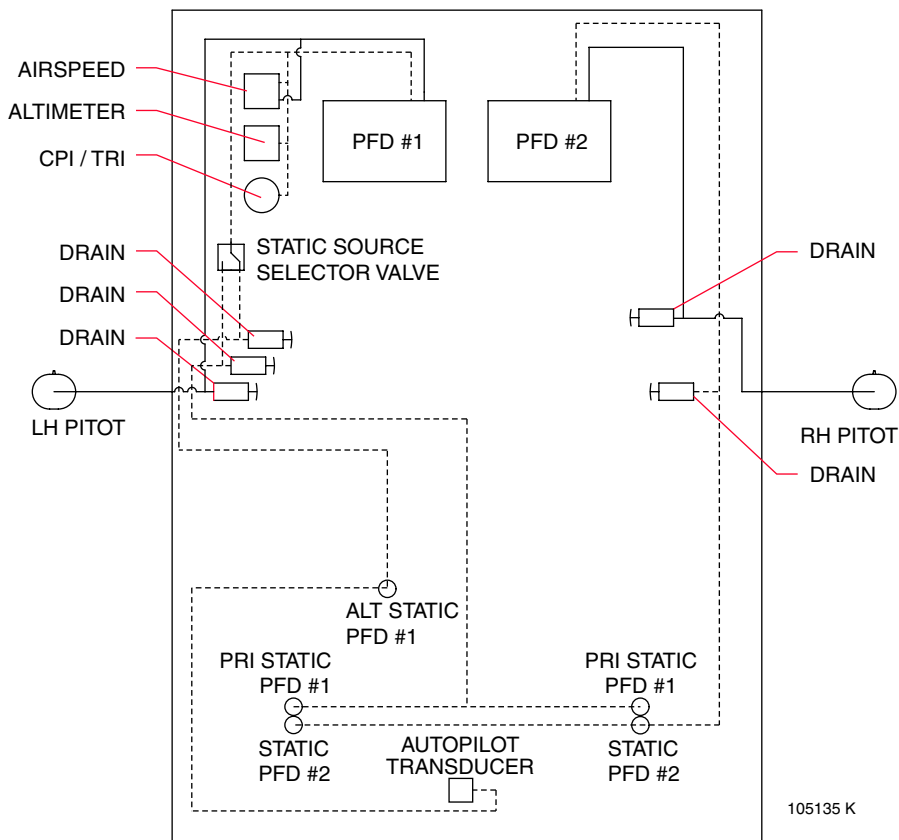 AIRSPEED
ALTIMETER
CPI / TRI
PFD #1
PFD #2
STATIC SOURCE
SELECTOR VALVE
DRAIN
DRAIN
DRAIN
DRAIN
LH PITOT
RH PITOT
DRAIN
ALT STATIC
PFD #1
PRI STATIC
PFD #1
PRI STATIC
PFD #1
STATIC
PFD #2
AUTOPILOT
TRANSDUCER
STATIC
PFD #2
105135 K